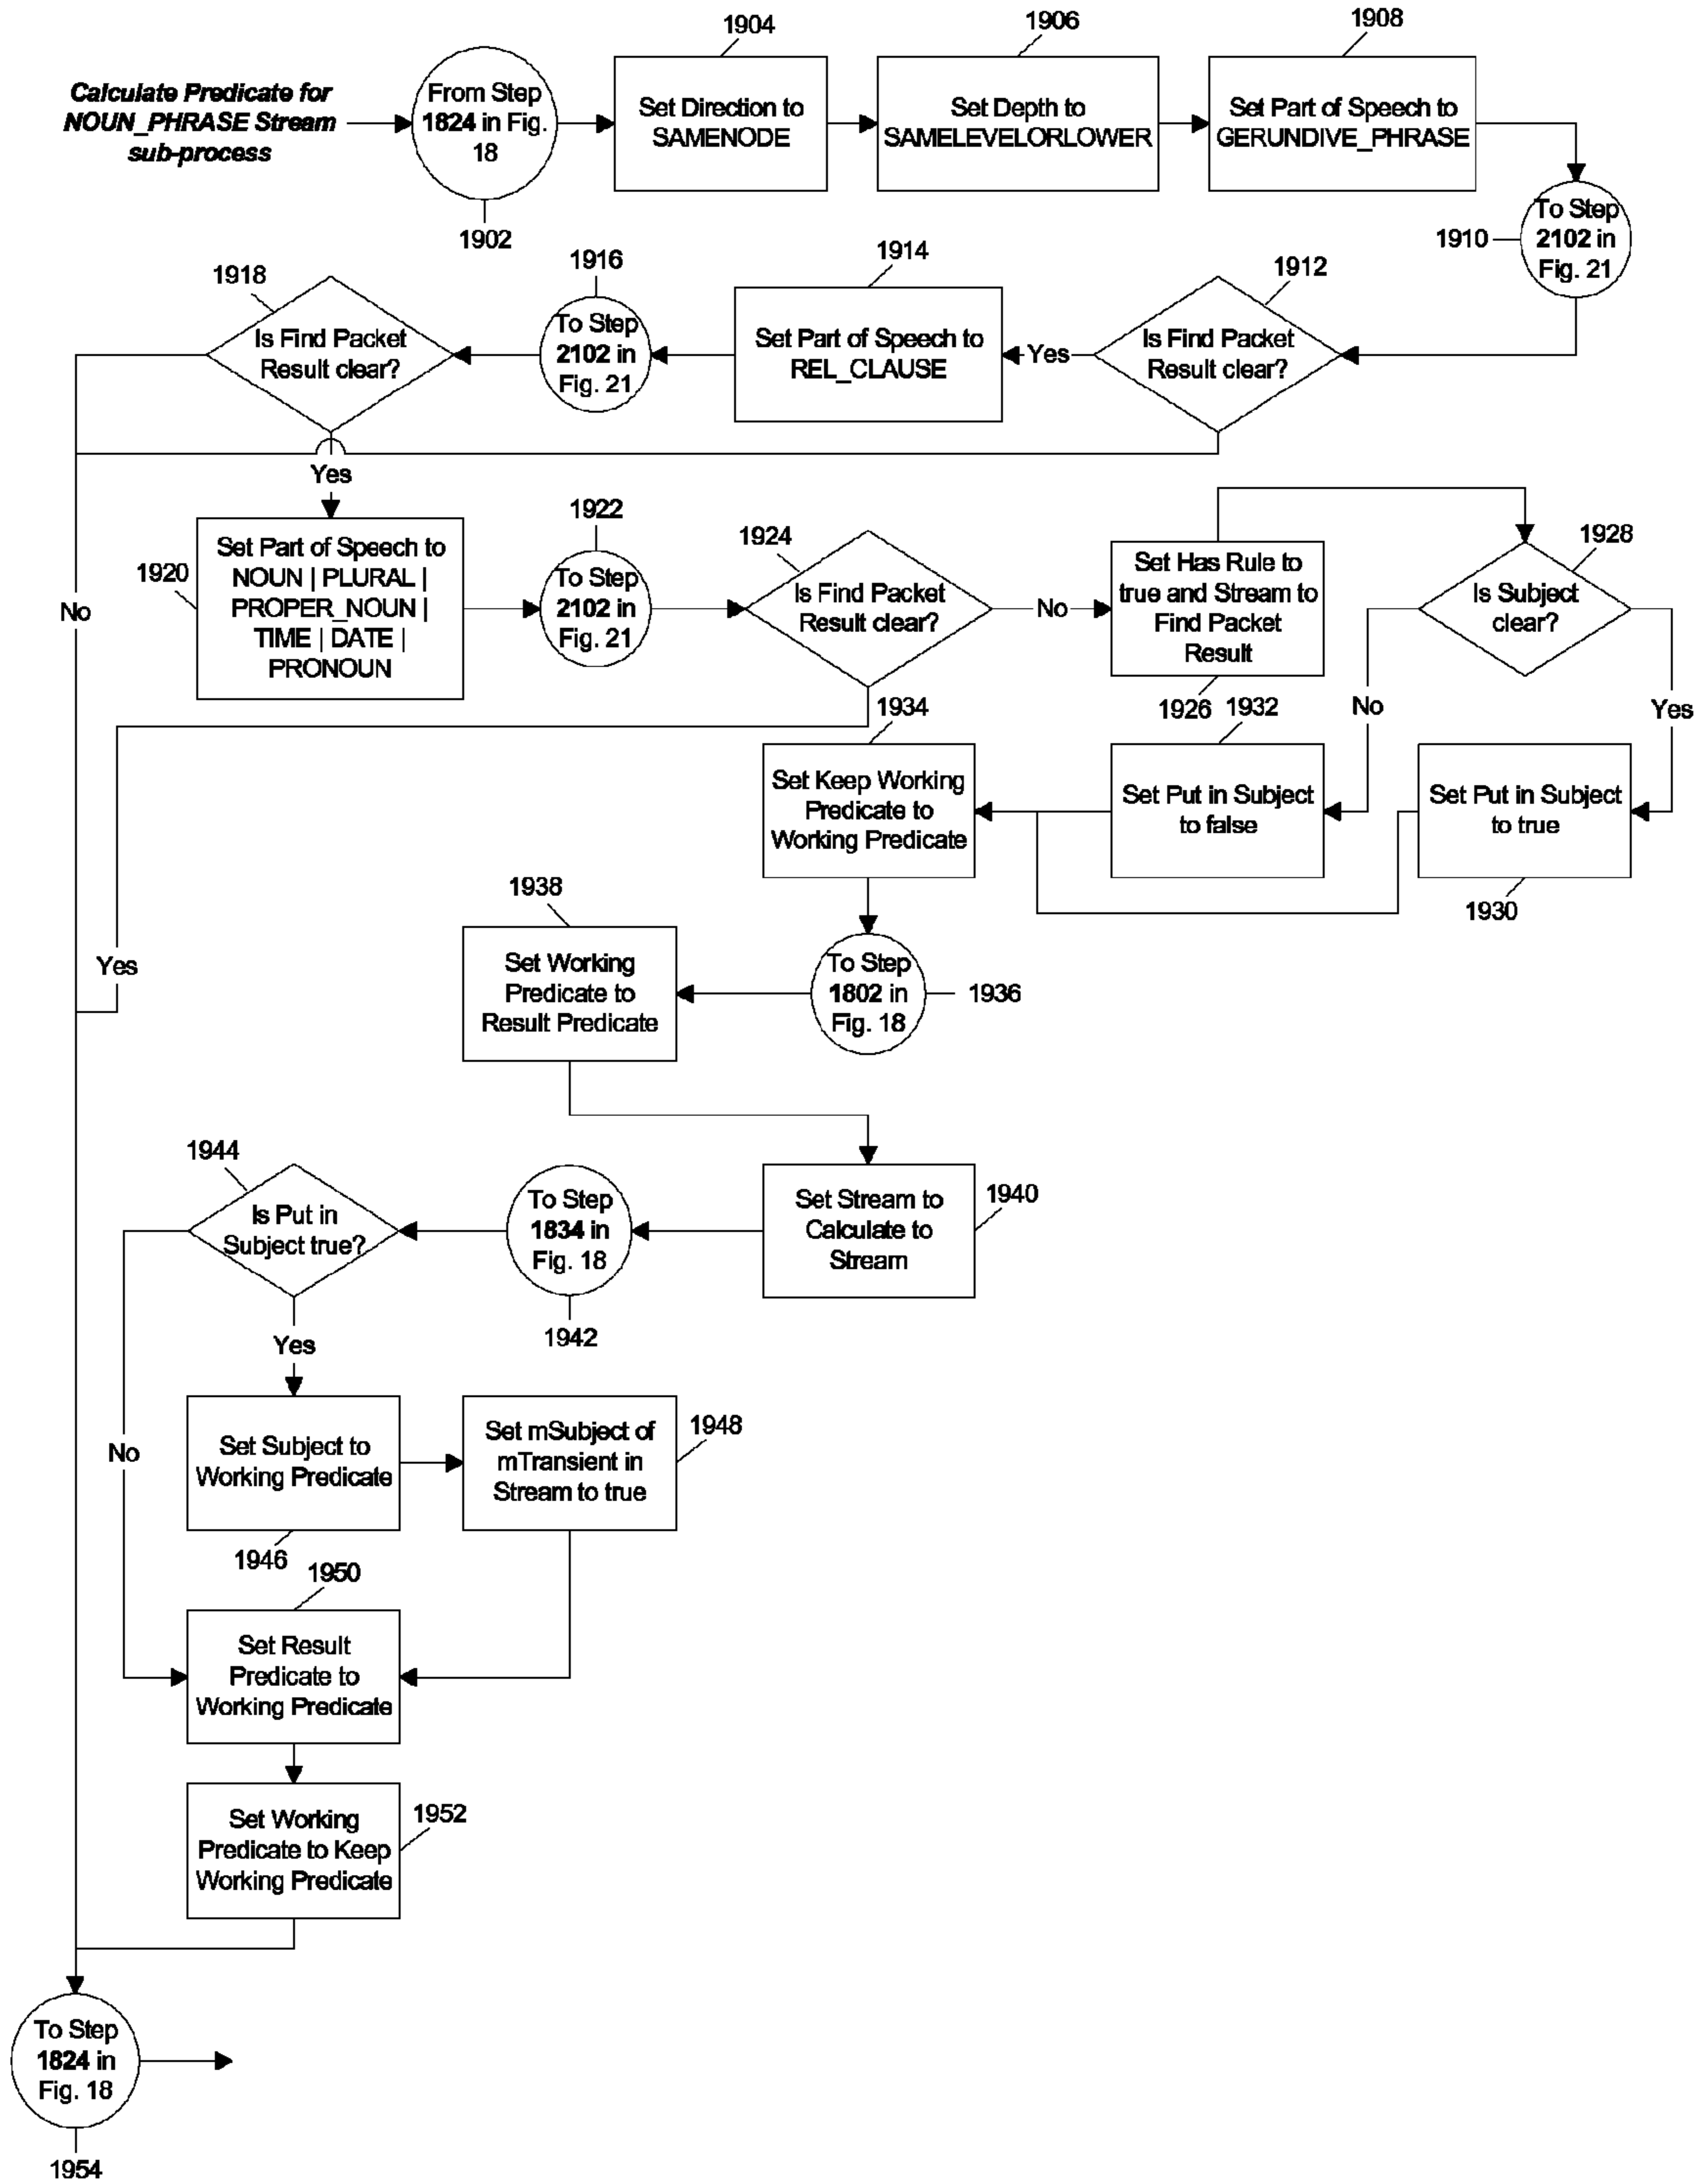 1904
1906
1908
Calculate Predicate for
NOUN_PHRASE Stream
sub-process
From Step
1824 in Fig.
18
Set Direction to
SAMENODE
Set Depth to
SAMELEVELORLOWER
Set Part of Speech to
GERUNDIVE_PHRASE
1902
1910
To Step
2102 in
Fig. 21
1918
1916
1914
1912
Is Find Packet
Result clear?
To Step
2102 in
Fig. 21
Set Part of Speech to
REL_CLAUSE
Yes
Is Find Packet
Result clear?
Yes
No
1920
Set Part of Speech to
NOUN | PLURAL |
PROPER_NOUN |
TIME | DATE |
PRONOUN
1922
To Step
2102 in
Fig. 21
1924
Is Find Packet
Result clear?
No
Set Has Rule to
true and Stream to
Find Packet
Result
1928
Is Subject
clear?
1926
1932
No
Yes
1934
Set Keep Working
Predicate to
Working Predicate
Set Put in Subject
to false
Set Put in Subject
to true
1930
1938
Yes
Set Working
Predicate to
Result Predicate
To Step
1802 in
Fig. 18
1936
1944
Is Put in
Subject true?
To Step
1834 in
Fig. 18
Set Stream to
Calculate to
Stream
1940
1942
Yes
No
Set Subject to
Working Predicate
Set mSubject of
mTransient in
Stream to true
1948
1946
1950
Set Result
Predicate to
Working Predicate
Set Working
Predicate to Keep
Working Predicate
1952
To Step
1824 in
Fig. 18
1954